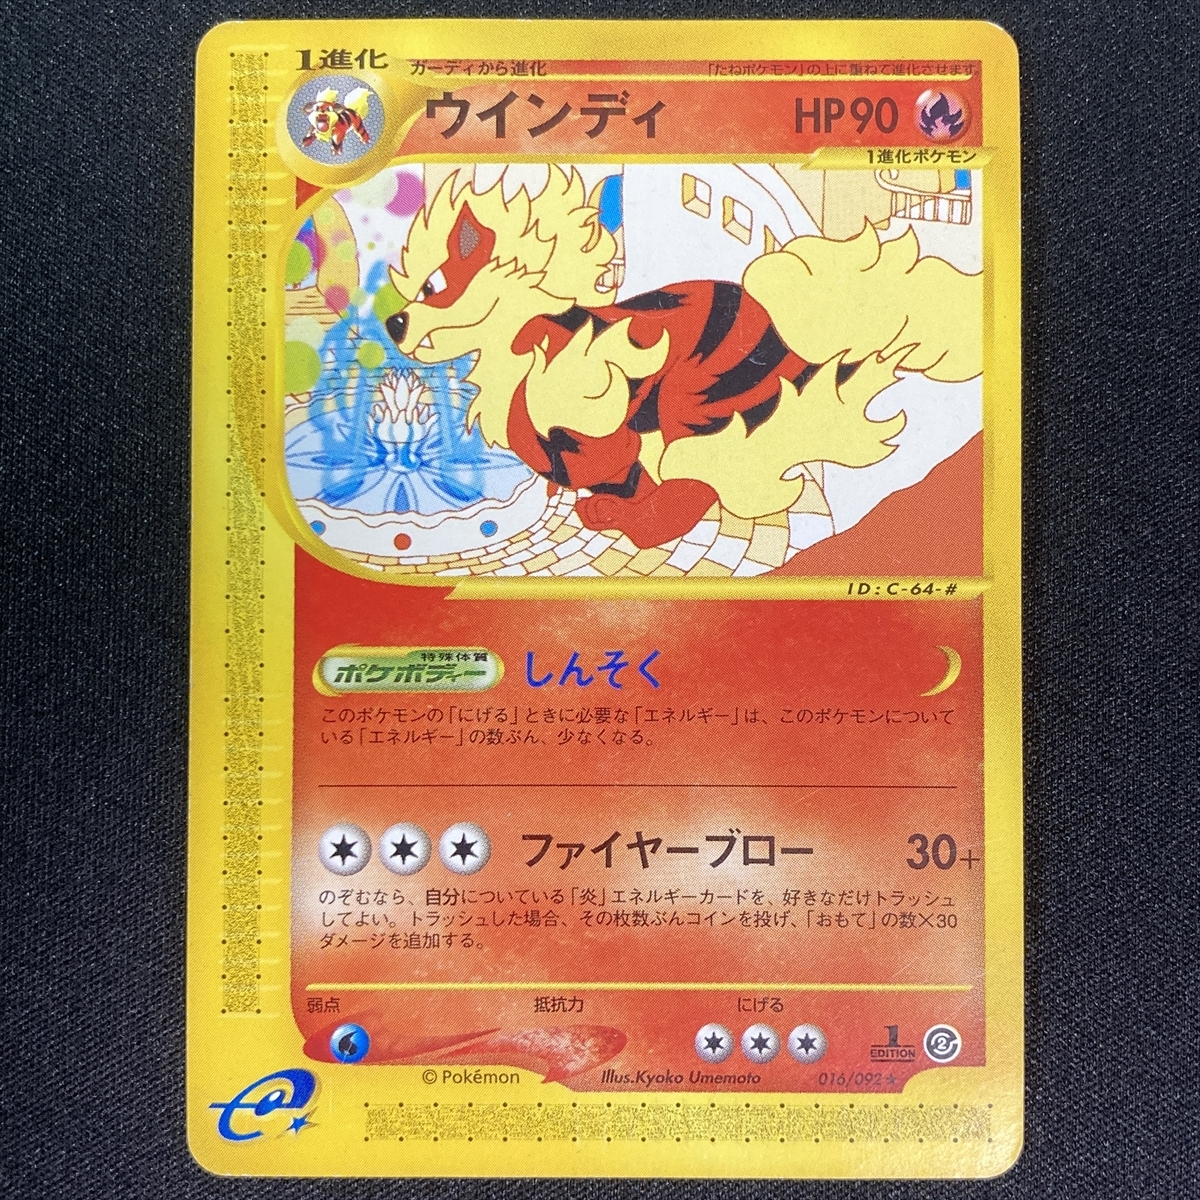 1進化
ガーディから進化
「たねポケモン」の上に重ねて進化させます。
ウインディ
HP90
1進化ポケモン
ID:C-64-#
特殊体質
ポケボディー
しんそく
このポケモンの「にげる」ときに必要な「エネルギー」は、このポケモンについて
いる「エネルギー」の数ぶん、少なくなる。
ファイヤーブロー 30+
のぞむなら、自分についている「炎」エネルギーカードを、好きなだけトラッシュ
してよい。トラッシュした場合、その枚数ぶんコインを投げ、「おもて」の数×30
ダメージを追加する。
弱点 抵抗力 にげる
1
EDITION
2
© Pokémon Illus.Kyoko Umemoto 016/092★
e